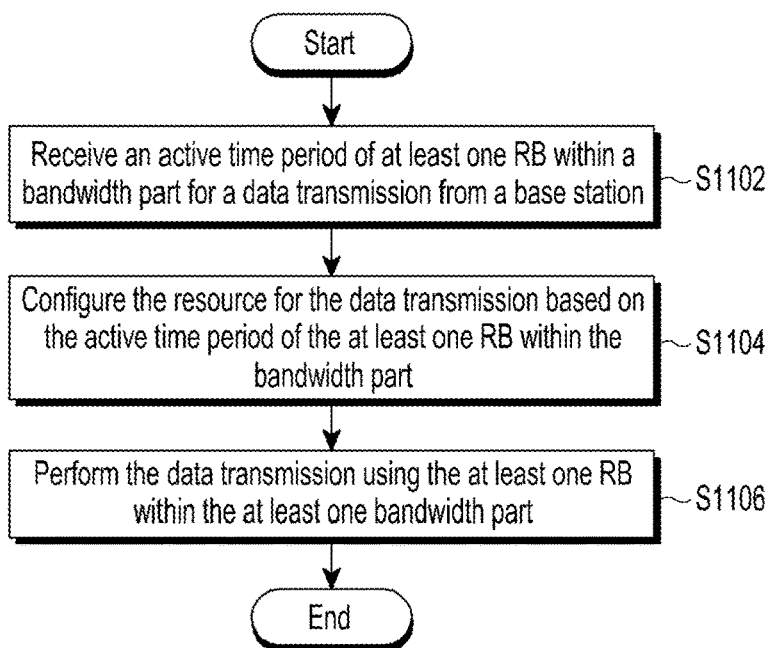 Start
Receive an active time period of at least one RB within a
bandwidth part for a data transmission from a base station
S1102
Configure the resource for the data transmission based on
the active time period of the at least one RB within the
bandwidth part
S1104
Perform the data transmission using the at least one RB
within the at least one bandwidth part
S1106
End